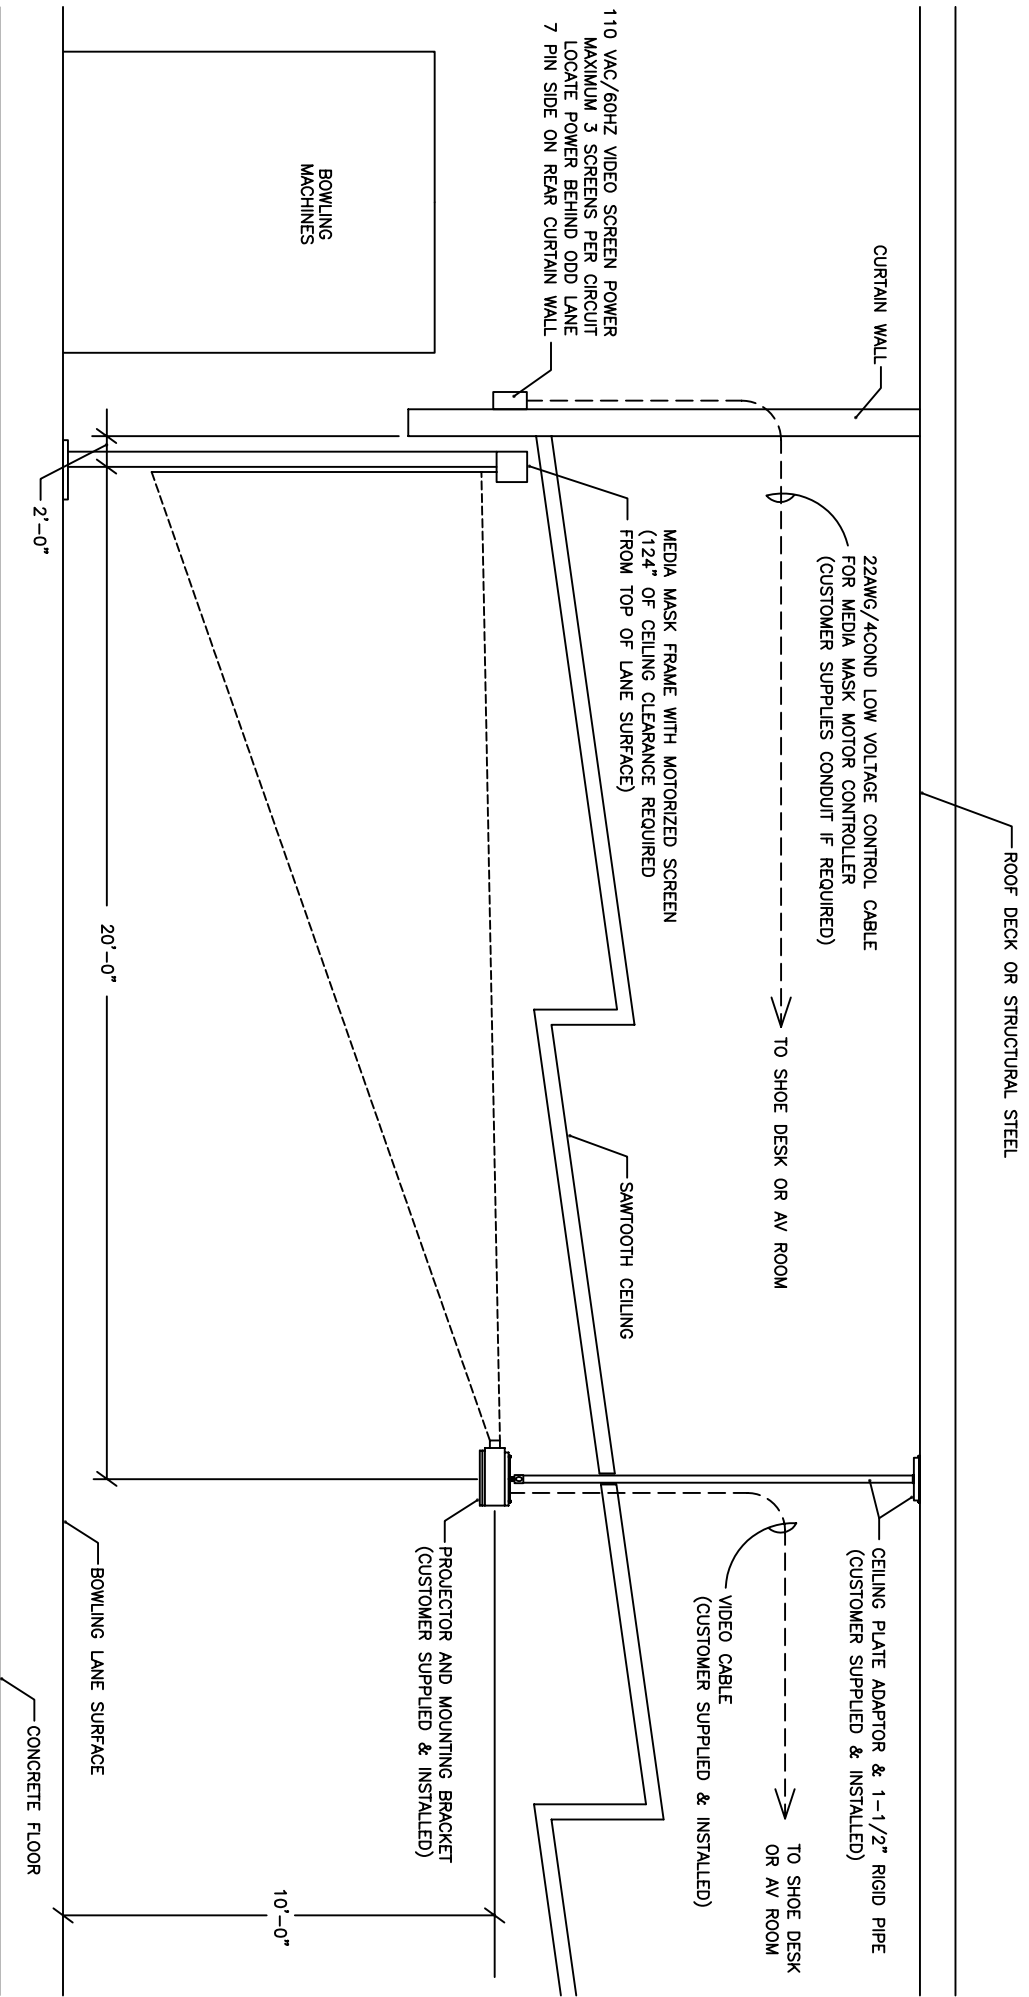 ROOF DECK OR STRUCTURAL STEEL
CURTAIN WALL
22AWG/4COND LOW VOLTAGE CONTROL CABLE
FOR MEDIA MASK MOTOR CONTROLLER
(CUSTOMER SUPPLIES CONDUIT IF REQUIRED)
TO SHOE DESK OR AV ROOM
CEILING PLATE ADAPTOR & 1-1/2" RIGID PIPE
(CUSTOMER SUPPLIED & INSTALLED)
TO SHOE DESK
OR AV ROOM
VIDEO CABLE
(CUSTOMER SUPPLIED & INSTALLED)
110 VAC/60HZ VIDEO SCREEN POWER
MAXIMUM 3 SCREENS PER CIRCUIT
LOCATE POWER BEHIND ODD LANE
7 PIN SIDE ON REAR CURTAIN WALL
MEDIA MASK FRAME WITH MOTORIZED SCREEN
(124" OF CEILING CLEARANCE REQUIRED
FROM TOP OF LANE SURFACE)
SAWTOOTH CEILING
PROJECTOR AND MOUNTING BRACKET
(CUSTOMER SUPPLIED & INSTALLED)
BOWLING
MACHINES
10'-0"
20'-0"
2'-0"
BOWLING LANE SURFACE
CONCRETE FLOOR